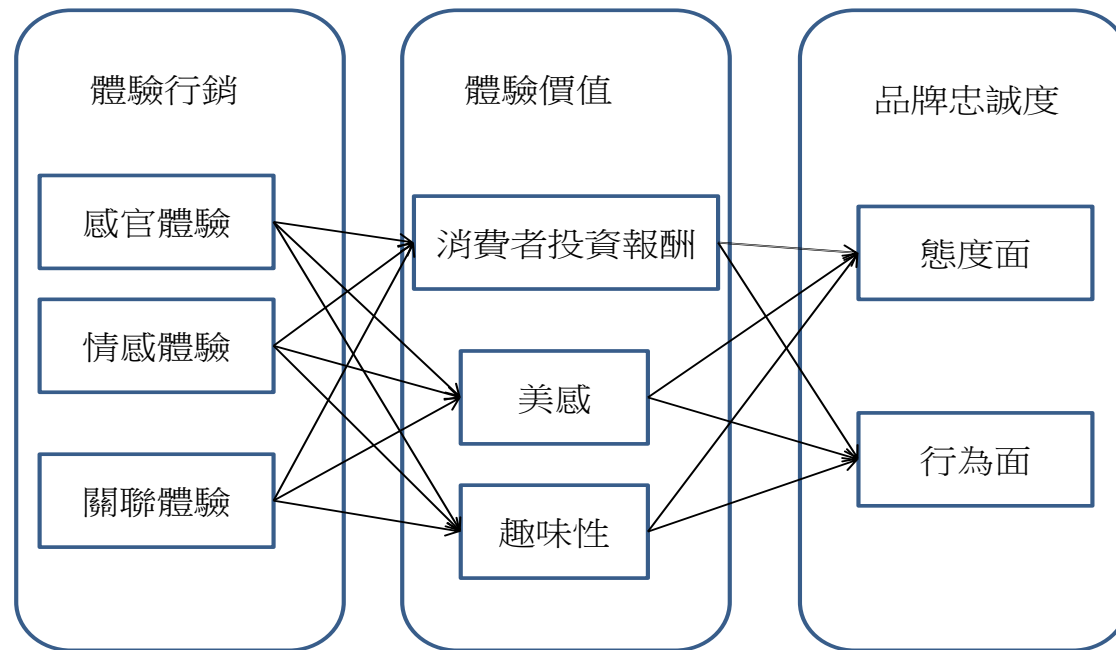 體驗行銷
感官體驗
情感體驗
關聯體驗
體驗價值
消費者投資報酬
美感
趣味性
品牌忠誠度
態度面
行為面